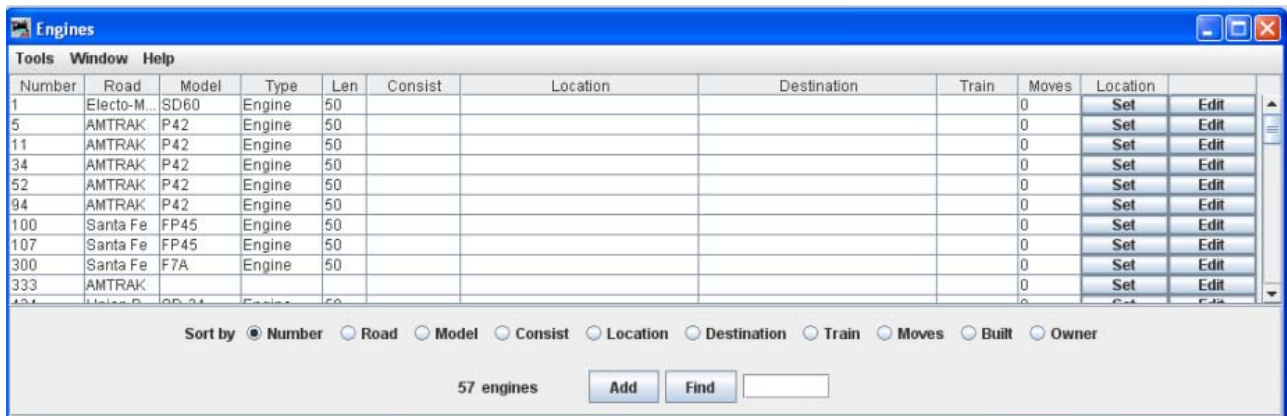 Engines
Tools Window Help
Number Road Model Type Len Consist Location Destination Train Moves Location
1 Electo-M... SD60 Engine 50 0 Set Edit
5 AMTRAK P42 Engine 50 0 Set Edit
11 AMTRAK P42 Engine 50 0 Set Edit
34 AMTRAK P42 Engine 50 0 Set Edit
52 AMTRAK P42 Engine 50 0 Set Edit
94 AMTRAK P42 Engine 50 0 Set Edit
100 Santa Fe FP45 Engine 50 0 Set Edit
107 Santa Fe FP45 Engine 50 0 Set Edit
300 Santa Fe F7A Engine 50 0 Set Edit
333 AMTRAK 0 Set Edit
Sort by Number Road Model Consist Location Destination Train Moves Built Owner
57 engines Add Find